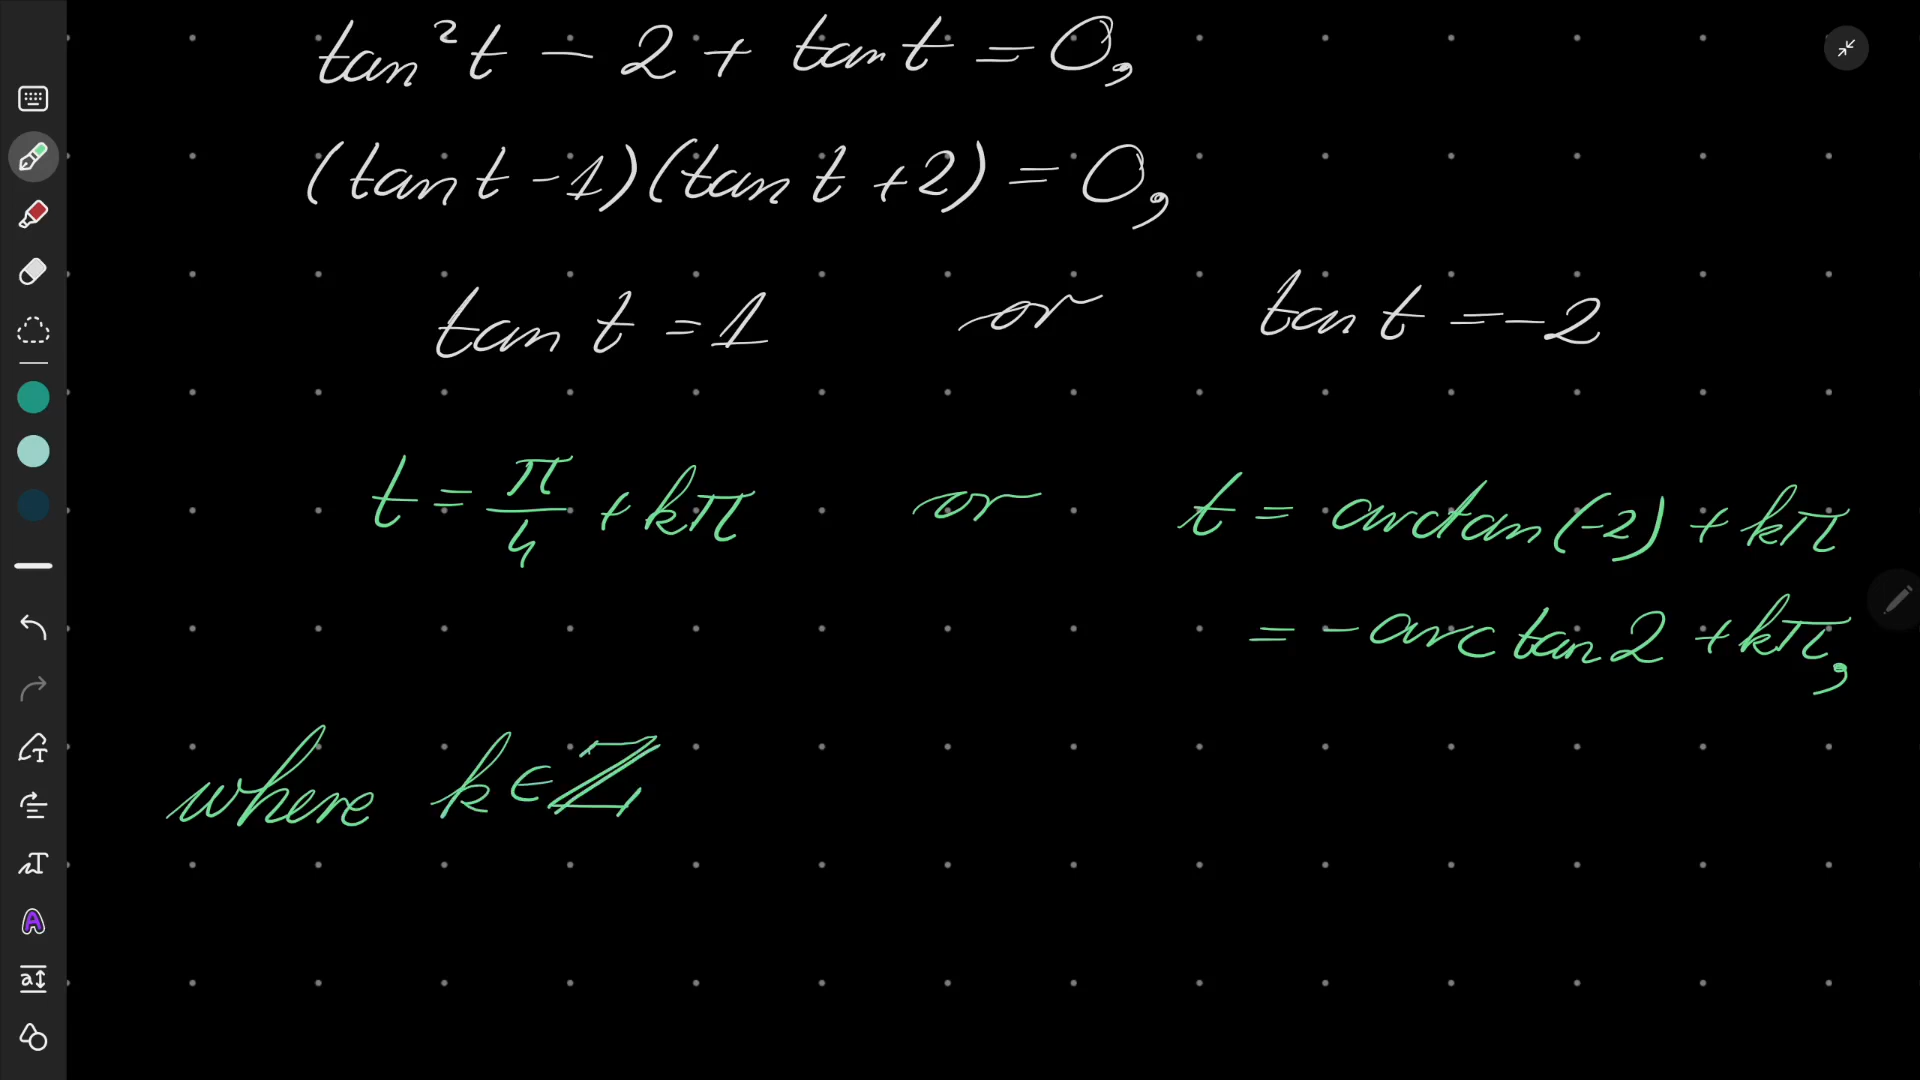 tan² t − 2 + tan t = 0,
(tan t − 1)(tan t + 2) = 0,
tan t = 1 or tan t = −2
t = π/4 + kπ or t = arctan(−2) + kπ
= −arctan 2 + kπ,
where k ∈ ℤ